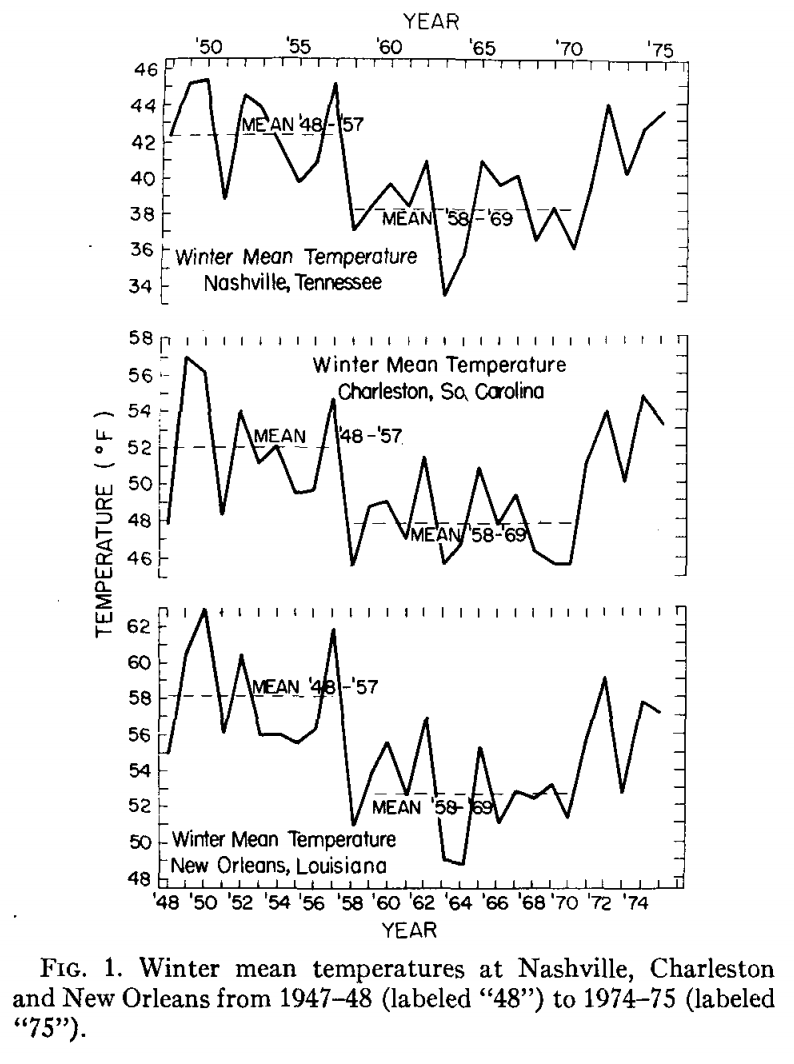 YEAR
'50 '55 '60 '65 '70 '75
46
44
MEAN '48-'57
42
40
38
MEAN '58-'69
36
Winter Mean Temperature
34
Nashville, Tennessee
58
Winter Mean Temperature
56
Charleston, So. Carolina
54
MEAN '48-'57
52
50
48
MEAN '58-'69
46
TEMPERATURE (°F)
62
60
MEAN '48-'57
58
56
54
52
MEAN '58-'69
50
Winter Mean Temperature
New Orleans, Louisiana
48
'48 '50 '52 '54 '56 '58 '60 '62 '64 '66 '68 '70 '72 '74
YEAR
FIG. 1. Winter mean temperatures at Nashville, Charleston
and New Orleans from 1947–48 (labeled “48”) to 1974–75 (labeled
“75”).